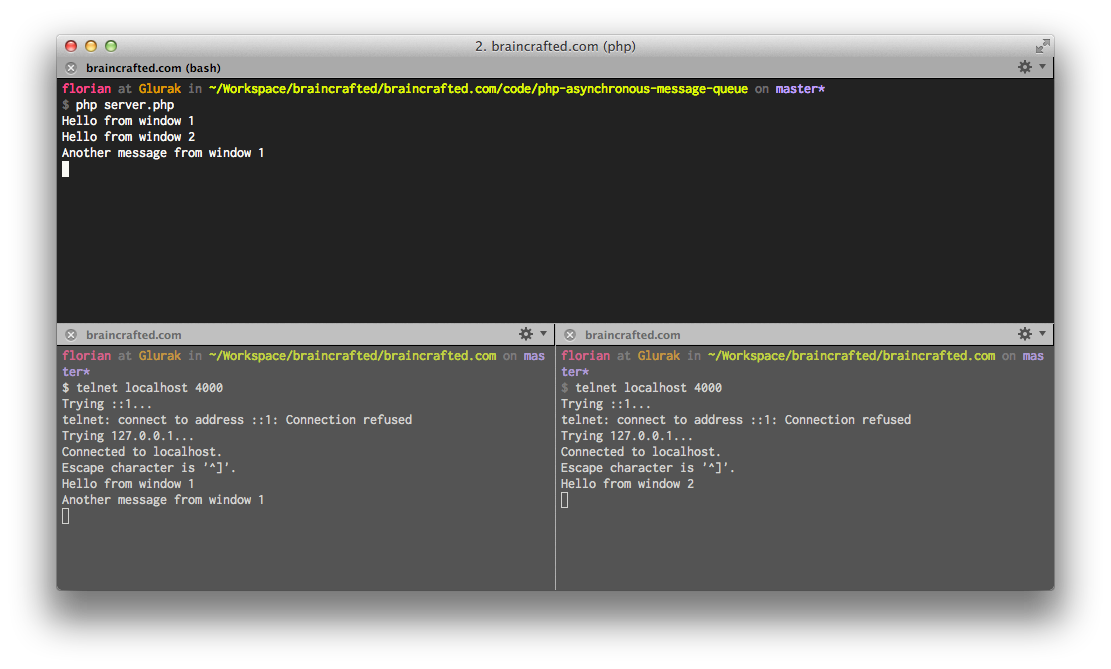 2. braincrafted.com (php)
braincrafted.com (bash)
florian at Glurak in ~/Workspace/braincrafted/braincrafted.com/code/php-asynchronous-message-queue on master*
$ php server.php
Hello from window 1
Hello from window 2
Another message from window 1
braincrafted.com
florian at Glurak in ~/Workspace/braincrafted/braincrafted.com on mas
ter*
$ telnet localhost 4000
Trying ::1...
telnet: connect to address ::1: Connection refused
Trying 127.0.0.1...
Connected to localhost.
Escape character is '^]'.
Hello from window 1
Another message from window 1
braincrafted.com
florian at Glurak in ~/Workspace/braincrafted/braincrafted.com on mas
ter*
$ telnet localhost 4000
Trying ::1...
telnet: connect to address ::1: Connection refused
Trying 127.0.0.1...
Connected to localhost.
Escape character is '^]'.
Hello from window 2